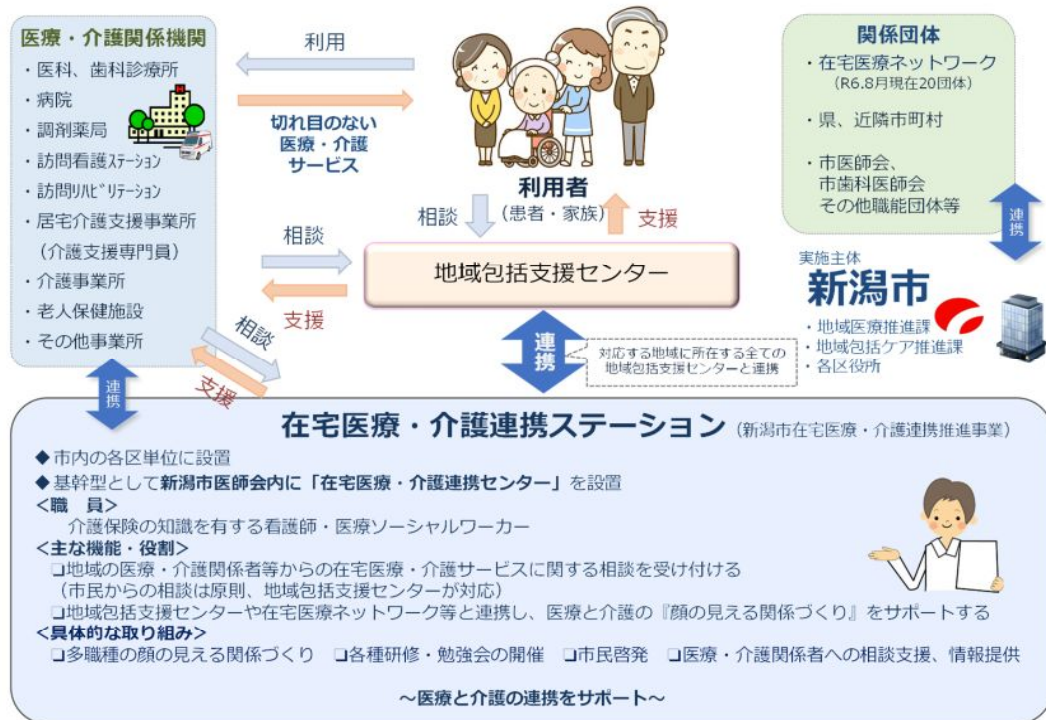 医療・介護関係機関
・医科、歯科診療所
・病院
・調剤薬局
・訪問看護ｽﾃｰｼｮﾝ
・訪問ﾘﾊﾋﾞﾘﾃｰｼｮﾝ
・居宅介護支援事業所
（介護支援専門員）
・介護事業所
・老人保健施設
・その他事業所
利用
切れ目のない
医療・介護
サービス
利用者
（患者・家族）
相談
支援
関係団体
・在宅医療ネットワーク
（R6.8月現在20団体）
・県、近隣市町村
・市医師会、
市歯科医師会
その他職能団体等
連携
実施主体
新潟市
・地域医療推進課
・地域包括ケア推進課
・各区役所
相談
支援
地域包括支援センター
連携
対応する地域に所在する全ての
地域包括支援センターと連携
相談
支援
連携
在宅医療・介護連携ステーション（新潟市在宅医療・介護連携推進事業）
◆市内の各区単位に設置
◆基幹型として新潟市医師会内に「在宅医療・介護連携センター」を設置
＜職　員＞
介護保険の知識を有する看護師・医療ソーシャルワーカー
＜主な機能・役割＞
❑地域の医療・介護関係者等からの在宅医療・介護サービスに関する相談を受け付ける
（市民からの相談は原則、地域包括支援センターが対応）
❑地域包括支援センターや在宅医療ネットワーク等と連携し、医療と介護の『顔の見える関係づくり』をサポートする
＜具体的な取り組み＞
❑多職種の顔の見える関係づくり　❑各種研修・勉強会の開催　❑市民啓発　❑医療・介護関係者への相談支援、情報提供
～医療と介護の連携をサポート～